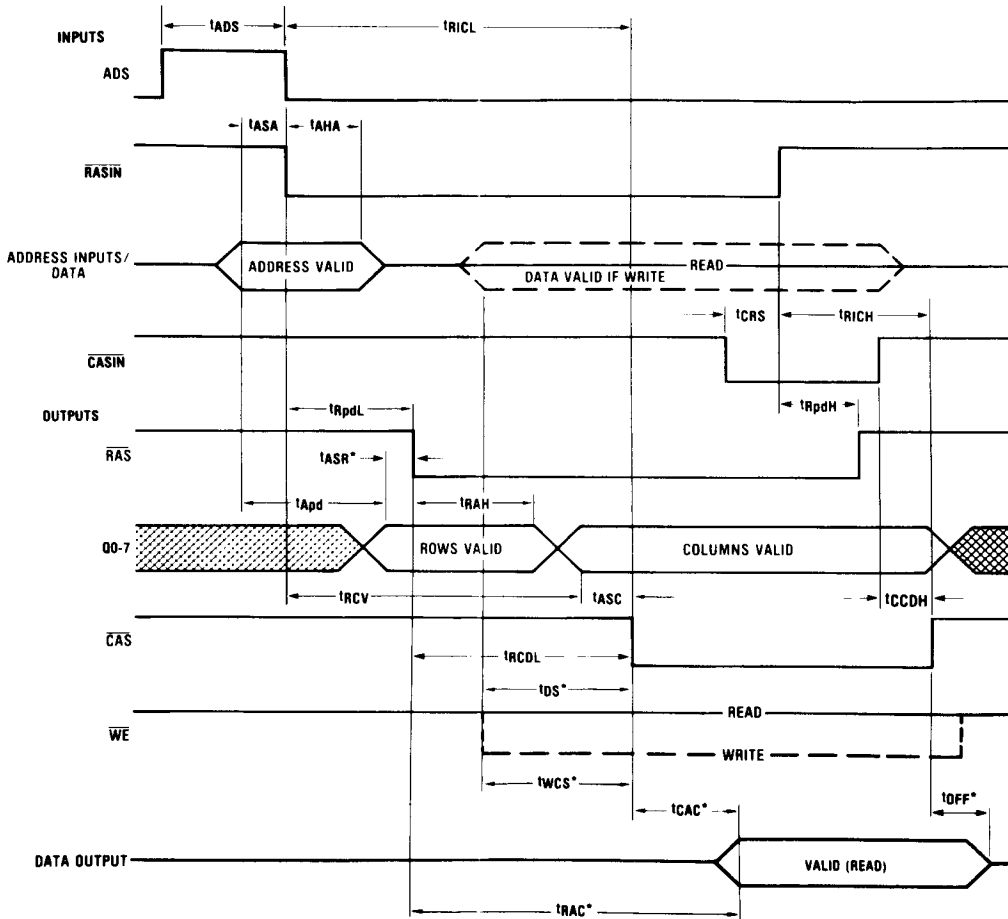 tADS
tRICL
INPUTS
ADS
tASA
tAHA
RASIN
ADDRESS INPUTS/
DATA
ADDRESS VALID
READ
DATA VALID IF WRITE
tCRS
tRICH
CASIN
OUTPUTS
tRpdL
tRpdH
RAS
tASR*
tApd
tRAH
Q0-7
ROWS VALID
COLUMNS VALID
tRCV
tASC
tCCDH
CAS
tRCDL
tDS*
READ
WE
WRITE
tWCS*
tCAC*
tOFF*
DATA OUTPUT
VALID (READ)
tRAC*